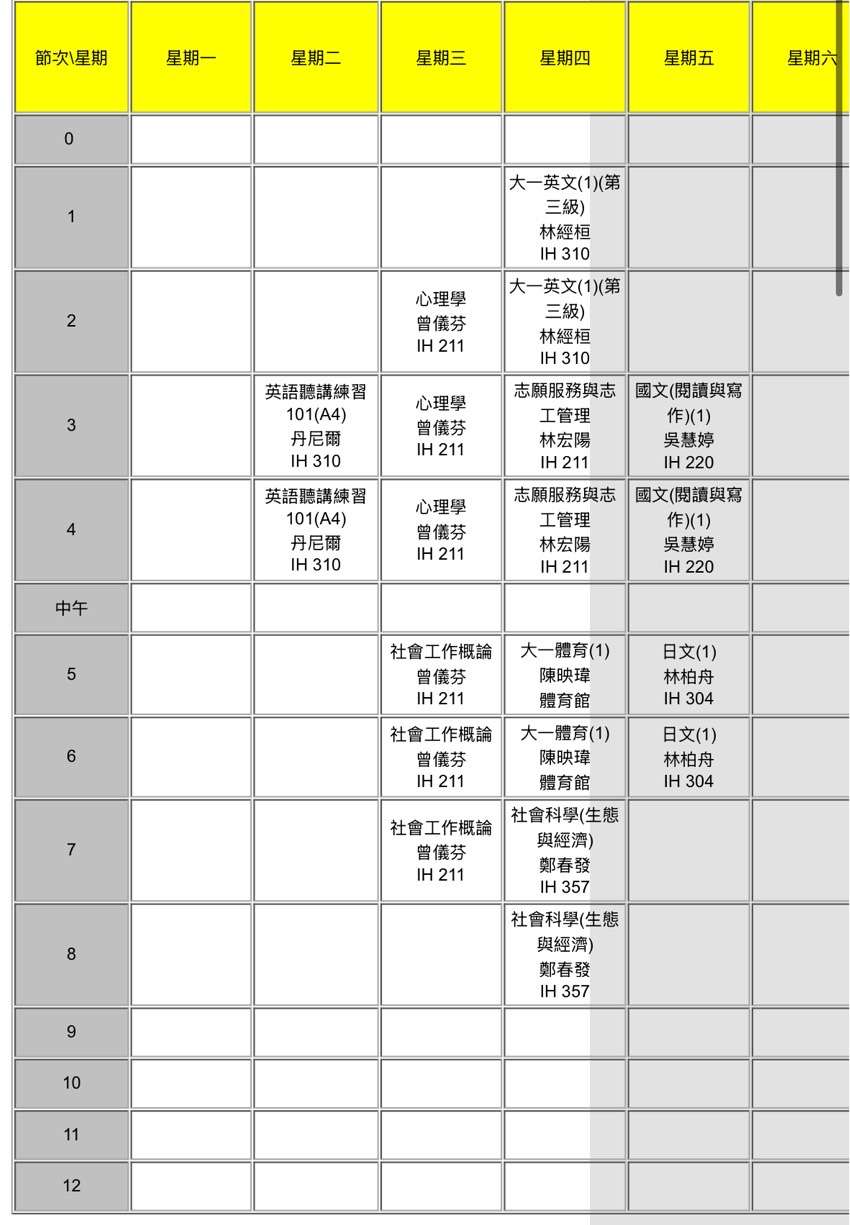 節次\星期 星期一 星期二 星期三 星期四 星期五 星期六
0
1
大一英文(1)(第
三級)
林經桓
IH 310
2
心理學
曾儀芬
IH 211
大一英文(1)(第
三級)
林經桓
IH 310
3
英語聽講練習
101(A4)
丹尼爾
IH 310
心理學
曾儀芬
IH 211
志願服務與志
工管理
林宏陽
IH 211
國文(閱讀與寫
作)(1)
吳慧婷
IH 220
4
英語聽講練習
101(A4)
丹尼爾
IH 310
心理學
曾儀芬
IH 211
志願服務與志
工管理
林宏陽
IH 211
國文(閱讀與寫
作)(1)
吳慧婷
IH 220
中午
5
社會工作概論
曾儀芬
IH 211
大一體育(1)
陳映瑋
體育館
日文(1)
林柏舟
IH 304
6
社會工作概論
曾儀芬
IH 211
大一體育(1)
陳映瑋
體育館
日文(1)
林柏舟
IH 304
7
社會工作概論
曾儀芬
IH 211
社會科學(生態
與經濟)
鄭春發
IH 357
8
社會科學(生態
與經濟)
鄭春發
IH 357
9
10
11
12